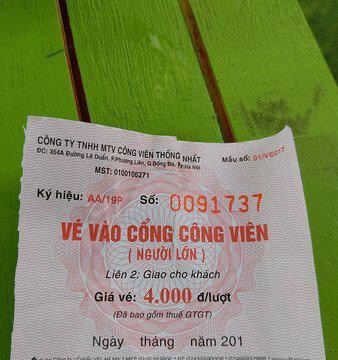 CÔNG TY TNHH MTV CÔNG VIÊN THỐNG NHẤT
ĐC: 354A Đường Lê Duẩn, P.Phương Liên, Q.Đống Đa, Tp.Hà Nội
Mẫu số: 01/VE017
MST: 0100106271
Ký hiệu: AA/19P Số: 0091737
VÉ VÀO CỔNG CÔNG VIÊN
( NGƯỜI LỚN )
Liên 2: Giao cho khách
Giá vé: 4.000 đ/lượt
(Đã bao gồm thuế GTGT)
Ngày tháng năm 201